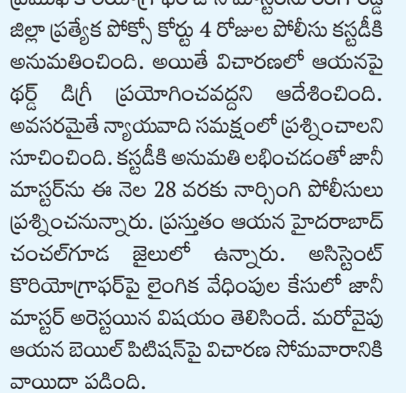 జిల్లా ప్రత్యేక పోక్సో కోర్టు 4 రోజుల పోలీసు కస్టడీకి
అనుమతించింది. అయితే విచారణలో ఆయనపై
థర్డ్ డిగ్రీ ప్రయోగించవద్దని ఆదేశించింది.
అవసరమైతే న్యాయవాది సమక్షంలో ప్రశ్నించాలని
సూచించింది. కస్టడీకి అనుమతి లభించడంతో జానీ
మాస్టర్‌ను ఈ నెల 28 వరకు నార్సింగి పోలీసులు
ప్రశ్నించనున్నారు. ప్రస్తుతం ఆయన హైదరాబాద్
చంచల్‌గూడ జైలులో ఉన్నారు. అసిస్టెంట్
కొరియోగ్రాఫర్‌పై లైంగిక వేధింపుల కేసులో జానీ
మాస్టర్ అరెస్టయిన విషయం తెలిసిందే. మరోవైపు
ఆయన బెయిల్ పిటిషన్‌పై విచారణ సోమవారానికి
వాయిదా పడింది.